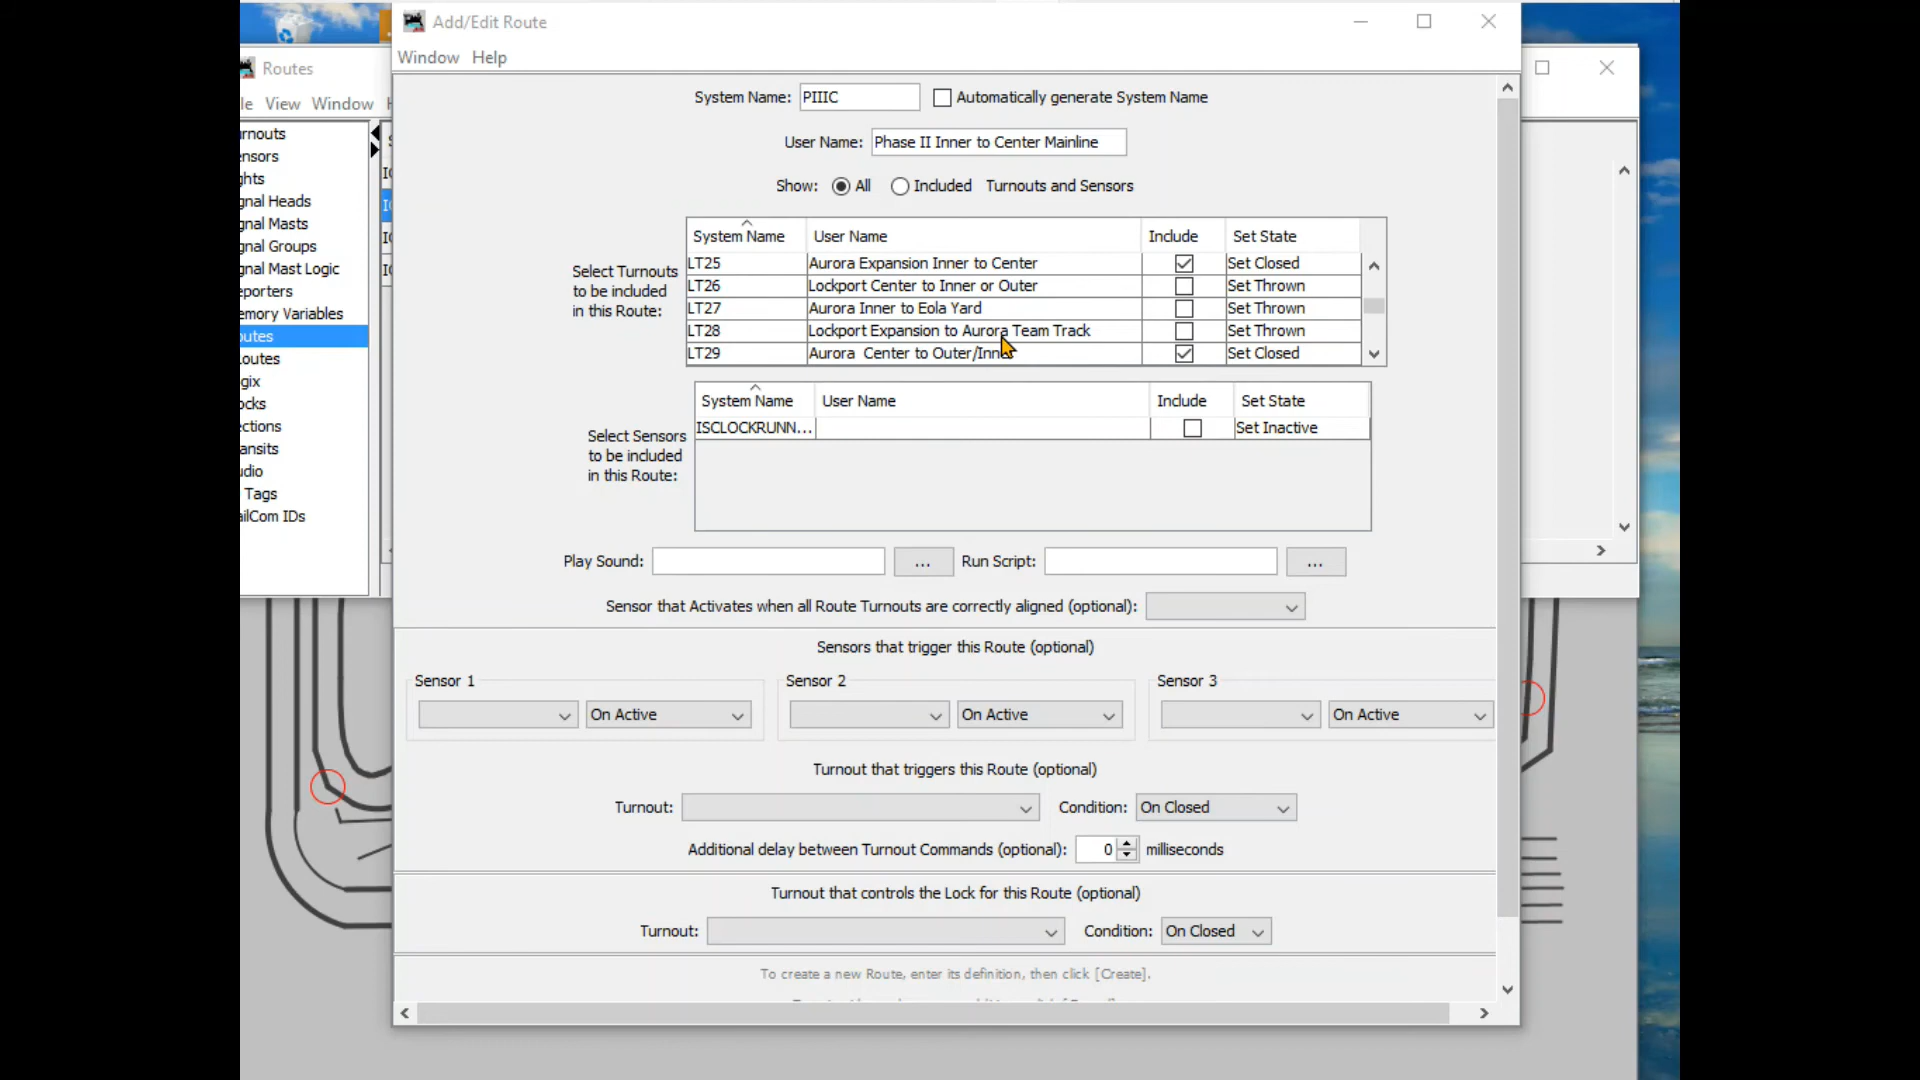 Add/Edit Route
Window Help
Routes
le View Window H
System Name: PIIIC Automatically generate System Name
User Name: Phase II Inner to Center Mainline
Show: All Included Turnouts and Sensors
urnouts
ensors
ghts
gnal Heads
gnal Masts
gnal Groups
gnal Mast Logic
eporters
emory Variables
outes
outes
gix
ocks
ections
ansits
udio
Tags
ailCom IDs
Select Turnouts
to be included
in this Route:
System Name User Name Include Set State
LT25 Aurora Expansion Inner to Center Set Closed
LT26 Lockport Center to Inner or Outer Set Thrown
LT27 Aurora Inner to Eola Yard Set Thrown
LT28 Lockport Expansion to Aurora Team Track Set Thrown
LT29 Aurora Center to Outer/Inner Set Closed
Select Sensors
to be included
in this Route:
System Name User Name Include Set State
ISCLOCKRUNN... Set Inactive
Play Sound: ... Run Script: ...
Sensor that Activates when all Route Turnouts are correctly aligned (optional):
Sensors that trigger this Route (optional)
Sensor 1 Sensor 2 Sensor 3
On Active On Active On Active
Turnout that triggers this Route (optional)
Turnout: Condition: On Closed
Additional delay between Turnout Commands (optional): 0 milliseconds
Turnout that controls the Lock for this Route (optional)
Turnout: Condition: On Closed
To create a new Route, enter its definition, then click [Create].